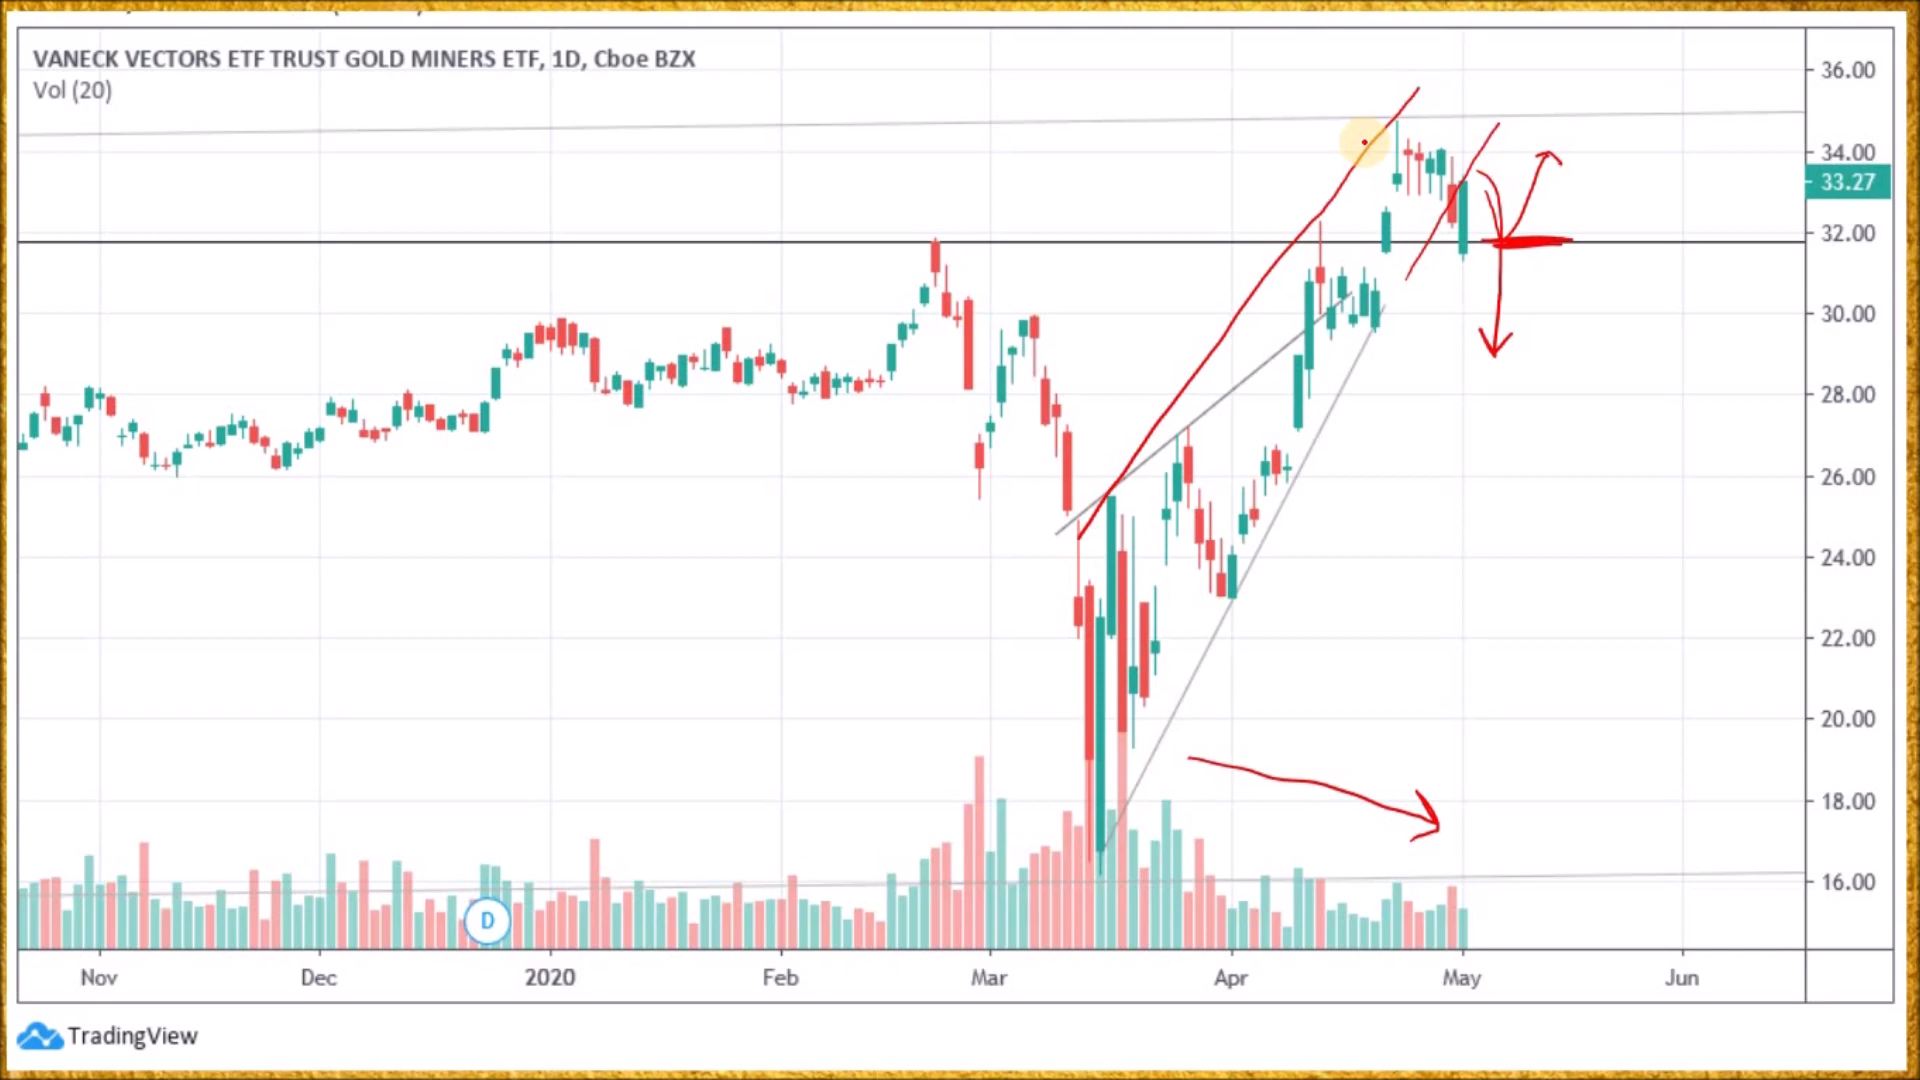 VANECK VECTORS ETF TRUST GOLD MINERS ETF, 1D, Cboe BZX
Vol (20)
36.00
34.00
33.27
32.00
30.00
28.00
26.00
24.00
22.00
20.00
18.00
16.00
D
Nov Dec 2020 Feb Mar Apr May Jun
TradingView